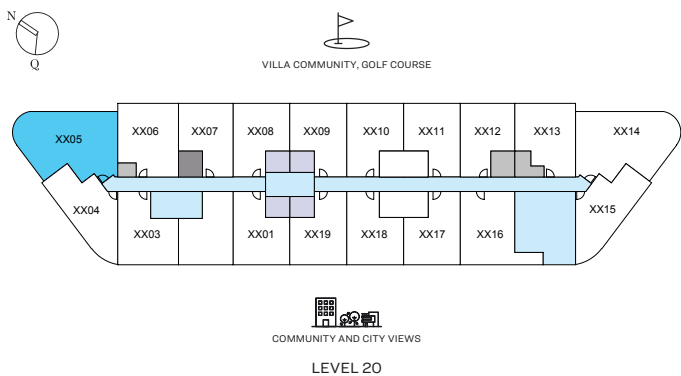 N
Q
VILLA COMMUNITY, GOLF COURSE
XX05
XX06
XX07
XX08
XX09
XX10
XX11
XX12
XX13
XX14
XX04
XX03
XX01
XX19
XX18
XX17
XX16
XX15
COMMUNITY AND CITY VIEWS
LEVEL 20